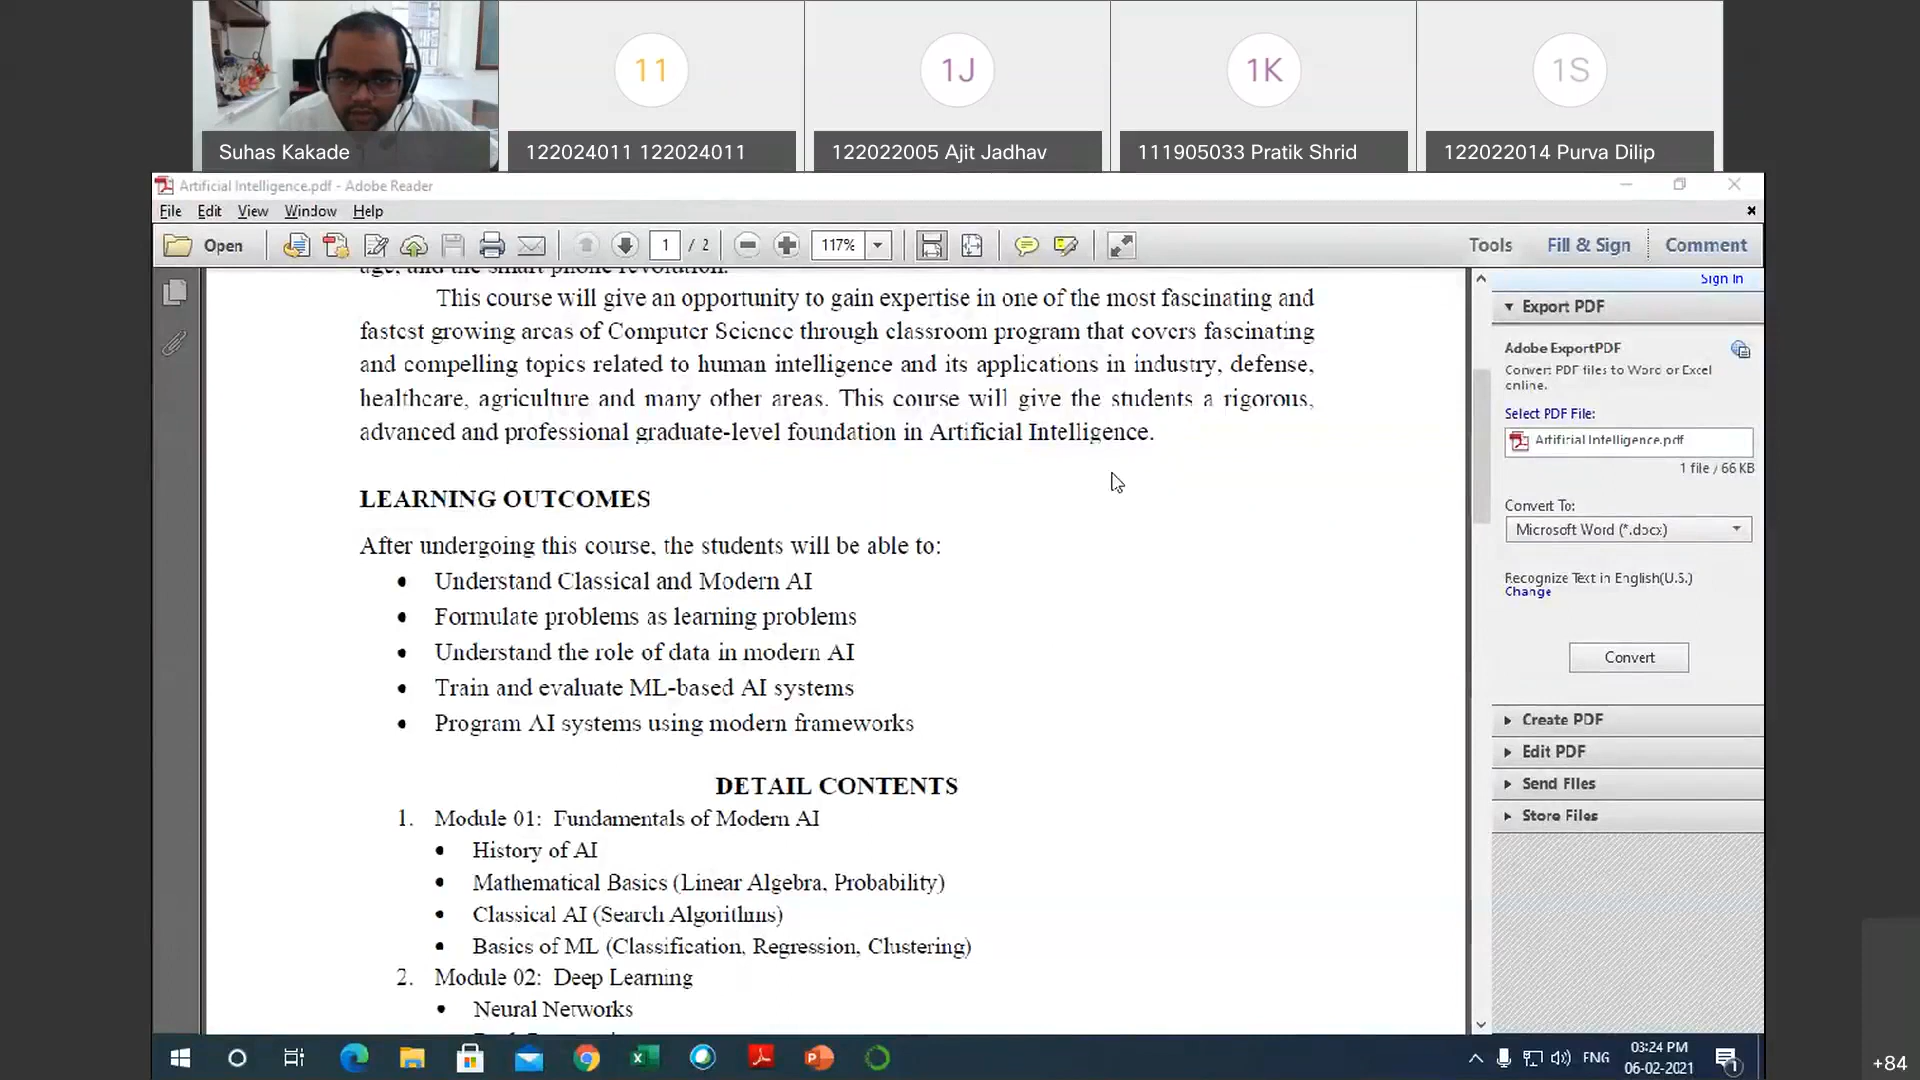 11
1J
1K
1S
Suhas Kakade
122024011 122024011
122022005 Ajit Jadhav
111905033 Pratik Shrid
122022014 Purva Dilip
Artificial Intelligence.pdf - Adobe Reader
File Edit View Window Help
Open
1 / 2
117%
Tools Fill & Sign Comment
age, and the smart phone revolution.
This course will give an opportunity to gain expertise in one of the most fascinating and
fastest growing areas of Computer Science through classroom program that covers fascinating
and compelling topics related to human intelligence and its applications in industry, defense,
healthcare, agriculture and many other areas. This course will give the students a rigorous,
advanced and professional graduate-level foundation in Artificial Intelligence.
LEARNING OUTCOMES
After undergoing this course, the students will be able to:
• Understand Classical and Modern AI
• Formulate problems as learning problems
• Understand the role of data in modern AI
• Train and evaluate ML-based AI systems
• Program AI systems using modern frameworks
DETAIL CONTENTS
1. Module 01: Fundamentals of Modern AI
• History of AI
• Mathematical Basics (Linear Algebra, Probability)
• Classical AI (Search Algorithms)
• Basics of ML (Classification, Regression, Clustering)
2. Module 02: Deep Learning
• Neural Networks
Sign In
Export PDF
Adobe ExportPDF
Convert PDF files to Word or Excel
online.
Select PDF File:
Artificial Intelligence.pdf
1 file / 66 KB
Convert To:
Microsoft Word (*.docx)
Recognize Text in English(U.S.)
Change
Convert
Create PDF
Edit PDF
Send Files
Store Files
ENG
03:24 PM
06-02-2021
1
+84